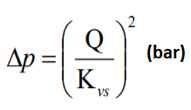 Δp = (Q / K_vs)² (bar)